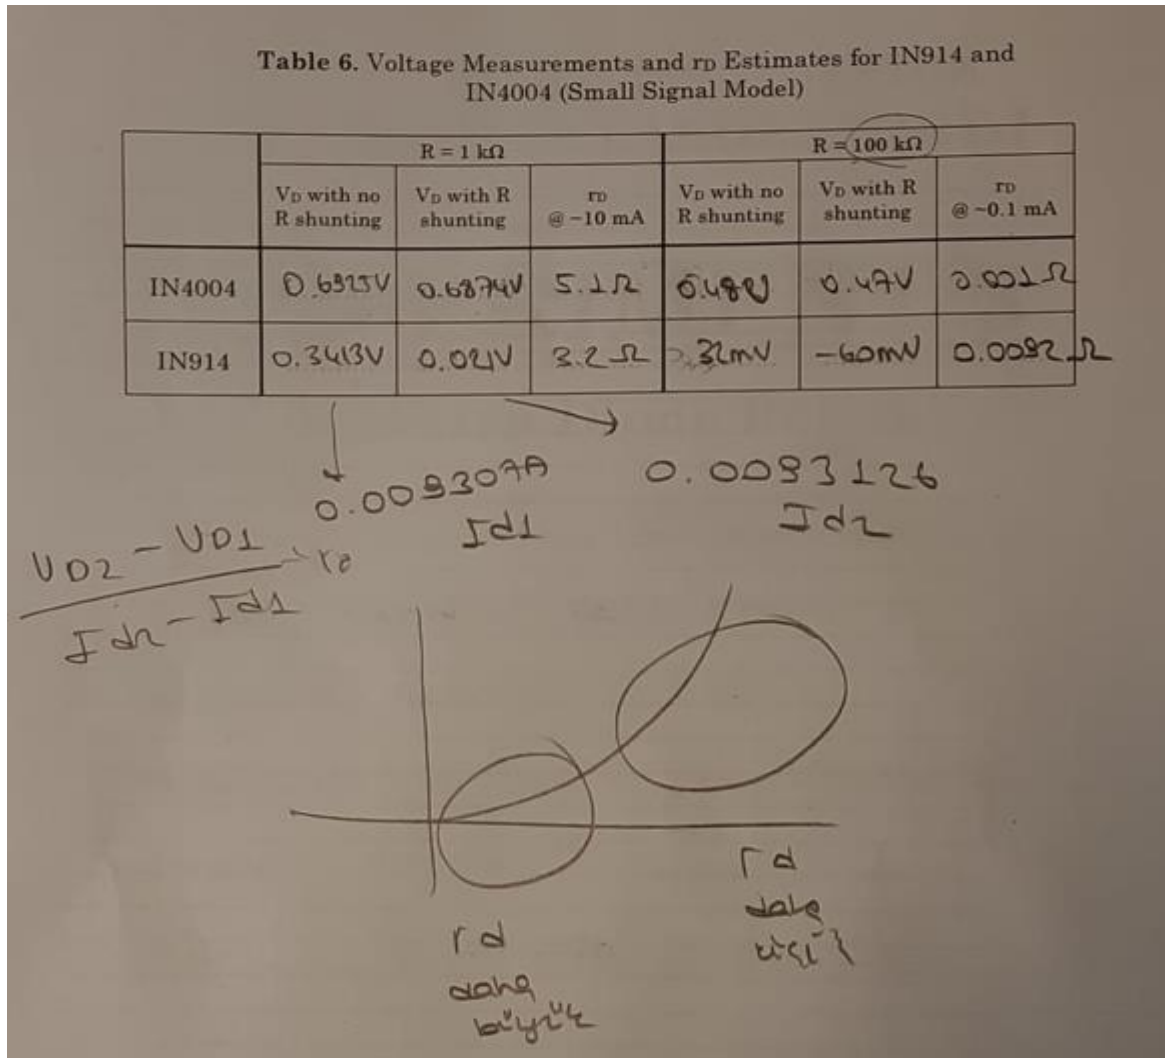 Table 6. Voltage Measurements and rD Estimates for IN914 and
IN4004 (Small Signal Model)
R = 1 kΩ
R = 100 kΩ
VD with no
R shunting
VD with R
shunting
rD
@ ~10 mA
VD with no
R shunting
VD with R
shunting
rD
@ ~0.1 mA
IN4004 0.6925V 0.6874V 5.1Ω 0.48V 0.47V 0.001Ω
IN914 0.3413V 0.021V 3.2Ω 32mV -60mV 0.0092Ω
0.009307A
Id1
0.0093126
Id2
VD2 - VD1
Id2 - Id1
rd
daha
büyük
rd
daha